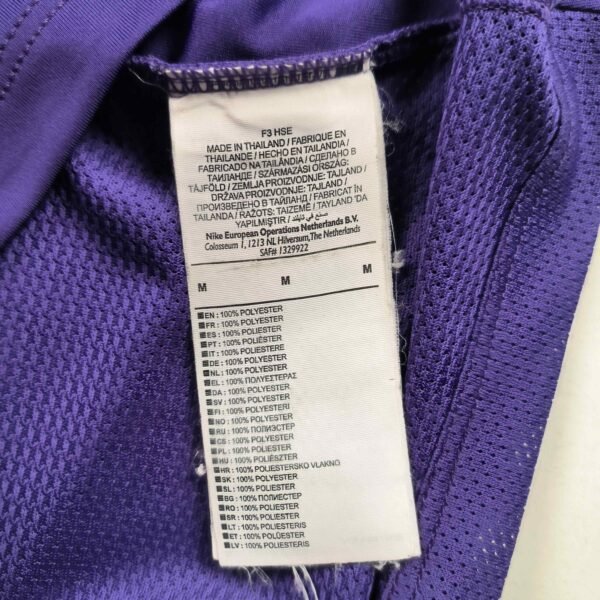 F3 HSE
MADE IN THAILAND / FABRIQUE EN
THAILANDE / HECHO EN TAILANDIA /
FABRICADO NA TAILÂNDIA / СДЕЛАНО В
ТАИЛАНДЕ / SZÁRMAZÁSI ORSZÁG:
TÁJFÖLD / ZEMLJA PROIZVODNJE: TAJLAND /
DRŽAVA PROIZVODNJE: TAJLAND /
ПРОИЗВЕДЕНО В ТАЙЛАНД / FABRICAT ÎN
TAILANDA / RAŽOTS: TAIZEMĒ / TAYLAND 'DA
YAPILMIŞTIR / صنع في تايلند
Nike European Operations Netherlands B.V.
Colosseum 1, 1213 NL Hilversum, The Netherlands
SAF# 1329922
M M M
EN : 100% POLYESTER
FR : 100% POLYESTER
ES : 100% POLIÉSTER
PT : 100% POLIÉSTER
IT : 100% POLIESTERE
DE : 100% POLYESTER
NL : 100% POLYESTER
EL : 100% ΠΟΛΥΕΣΤΕΡΑΣ
DA : 100% POLYESTER
SV : 100% POLYESTER
FI : 100% POLYESTERI
NO : 100% POLYESTER
RU : 100% ПОЛИЭСТЕР
CS : 100% POLYESTER
PL : 100% POLIESTER
HU : 100% POLIÉSZTER
HR : 100% POLIESTERSKO VLAKNO
SK : 100% POLYESTER
SL : 100% POLIESTER
BG : 100% ПОЛИЕСТЕР
RO : 100% POLIESTER
SR : 100% POLIESTER
LT : 100% POLIESTERIS
ET : 100% POLÜESTER
LV : 100% POLIESTERIS